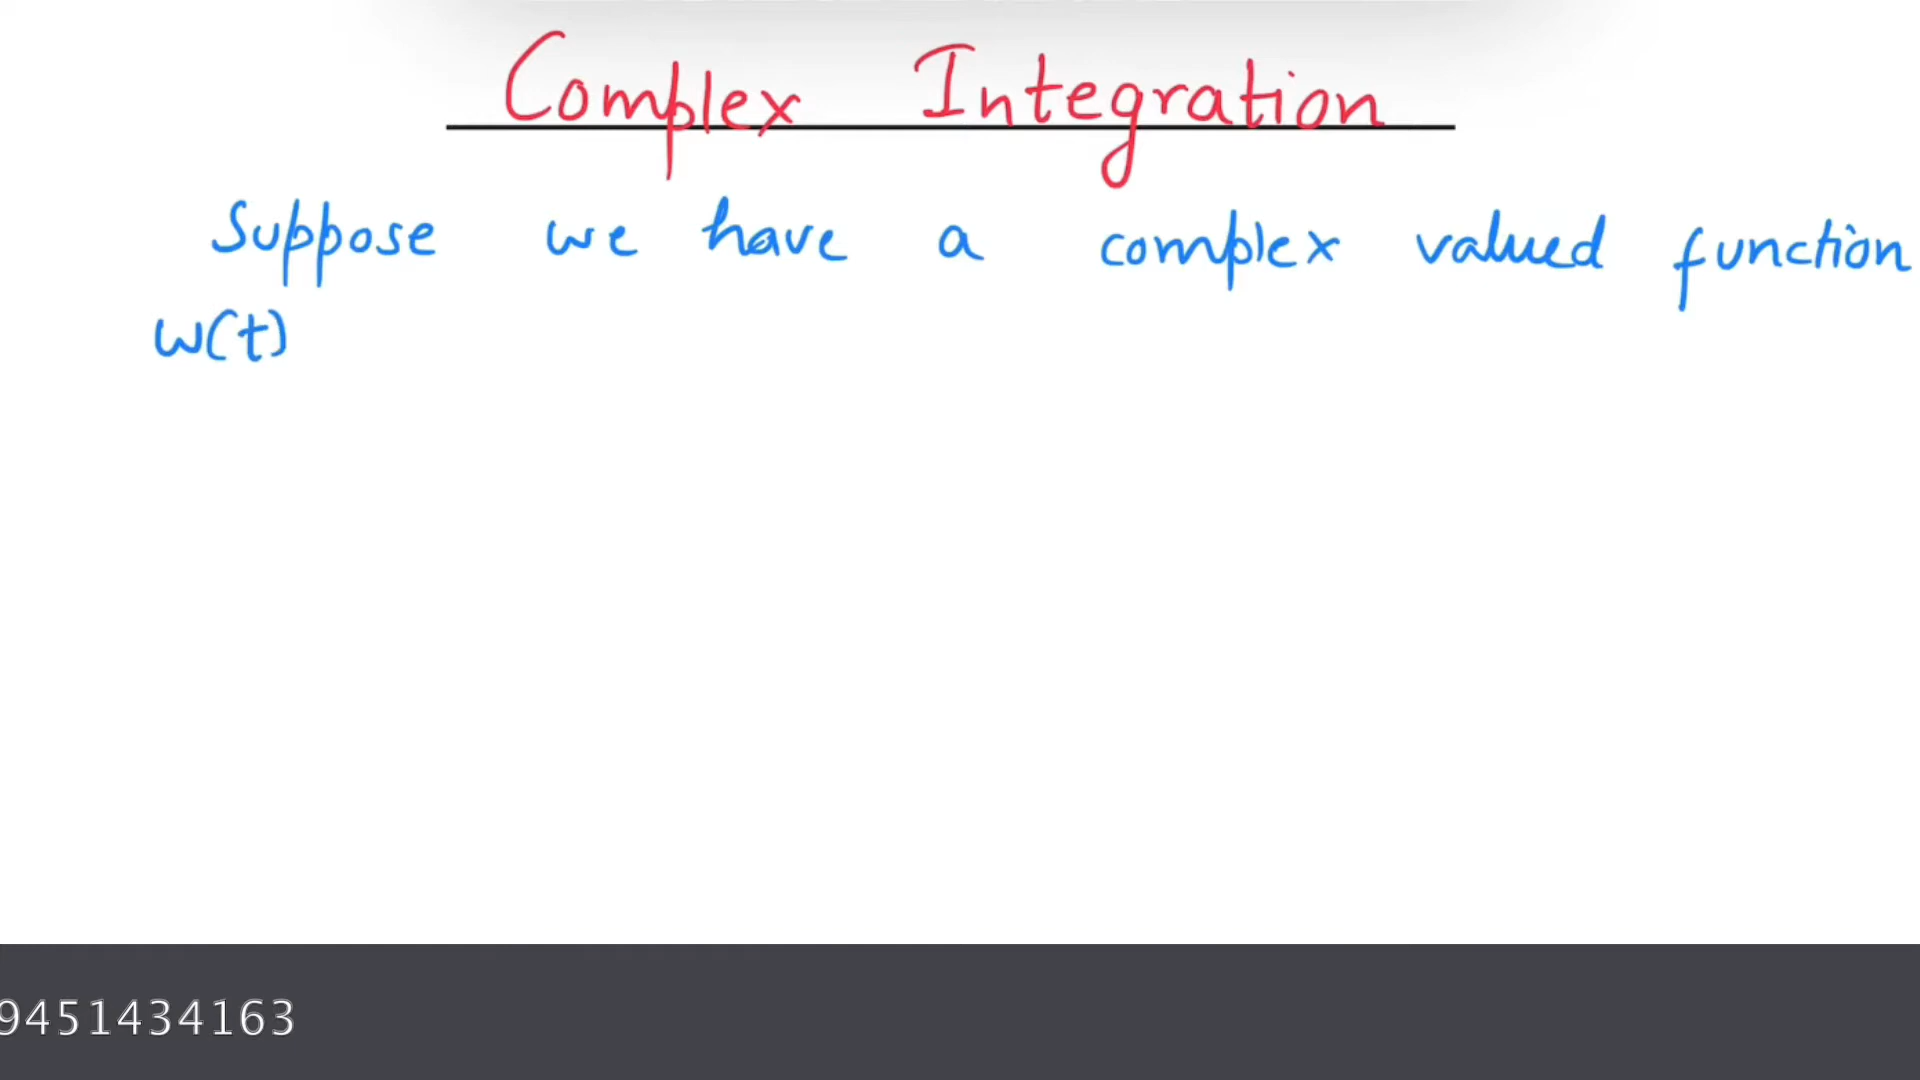 Complex Integration
Suppose we have a complex valued function
w(t)
9451434163